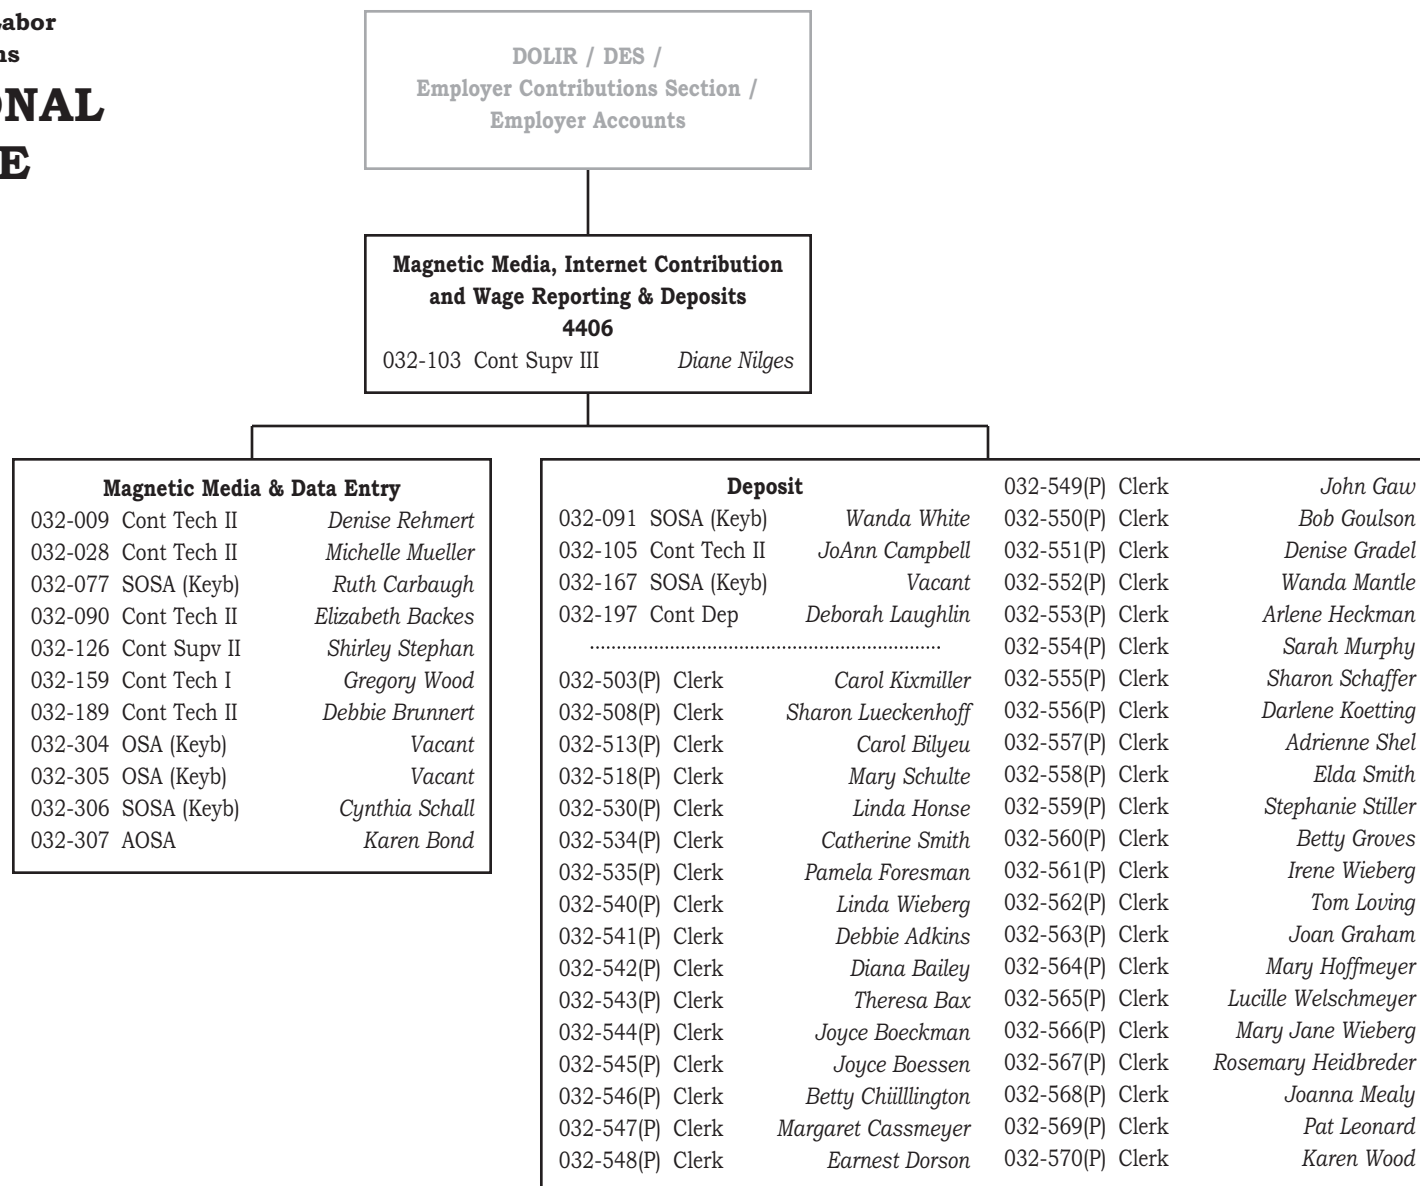 DOLIR / DES /
Employer Contributions Section /
Employer Accounts
Magnetic Media, Internet Contribution
and Wage Reporting & Deposits
4406
032-103 Cont Supv III Diane Nilges
Magnetic Media & Data Entry
032-009 Cont Tech II Denise Rehmert
032-028 Cont Tech II Michelle Mueller
032-077 SOSA (Keyb) Ruth Carbaugh
032-090 Cont Tech II Elizabeth Backes
032-126 Cont Supv II Shirley Stephan
032-159 Cont Tech I Gregory Wood
032-189 Cont Tech II Debbie Brunnert
032-304 OSA (Keyb) Vacant
032-305 OSA (Keyb) Vacant
032-306 SOSA (Keyb) Cynthia Schall
032-307 AOSA Karen Bond
Deposit
032-091 SOSA (Keyb) Wanda White
032-105 Cont Tech II JoAnn Campbell
032-167 SOSA (Keyb) Vacant
032-197 Cont Dep Deborah Laughlin
032-503(P) Clerk Carol Kixmiller
032-508(P) Clerk Sharon Lueckenhoff
032-513(P) Clerk Carol Bilyeu
032-518(P) Clerk Mary Schulte
032-530(P) Clerk Linda Honse
032-534(P) Clerk Catherine Smith
032-535(P) Clerk Pamela Foresman
032-540(P) Clerk Linda Wieberg
032-541(P) Clerk Debbie Adkins
032-542(P) Clerk Diana Bailey
032-543(P) Clerk Theresa Bax
032-544(P) Clerk Joyce Boeckman
032-545(P) Clerk Joyce Boessen
032-546(P) Clerk Betty Chiilllington
032-547(P) Clerk Margaret Cassmeyer
032-548(P) Clerk Earnest Dorson
032-549(P) Clerk John Gaw
032-550(P) Clerk Bob Goulson
032-551(P) Clerk Denise Gradel
032-552(P) Clerk Wanda Mantle
032-553(P) Clerk Arlene Heckman
032-554(P) Clerk Sarah Murphy
032-555(P) Clerk Sharon Schaffer
032-556(P) Clerk Darlene Koetting
032-557(P) Clerk Adrienne Shel
032-558(P) Clerk Elda Smith
032-559(P) Clerk Stephanie Stiller
032-560(P) Clerk Betty Groves
032-561(P) Clerk Irene Wieberg
032-562(P) Clerk Tom Loving
032-563(P) Clerk Joan Graham
032-564(P) Clerk Mary Hoffmeyer
032-565(P) Clerk Lucille Welschmeyer
032-566(P) Clerk Mary Jane Wieberg
032-567(P) Clerk Rosemary Heidbreder
032-568(P) Clerk Joanna Mealy
032-569(P) Clerk Pat Leonard
032-570(P) Clerk Karen Wood